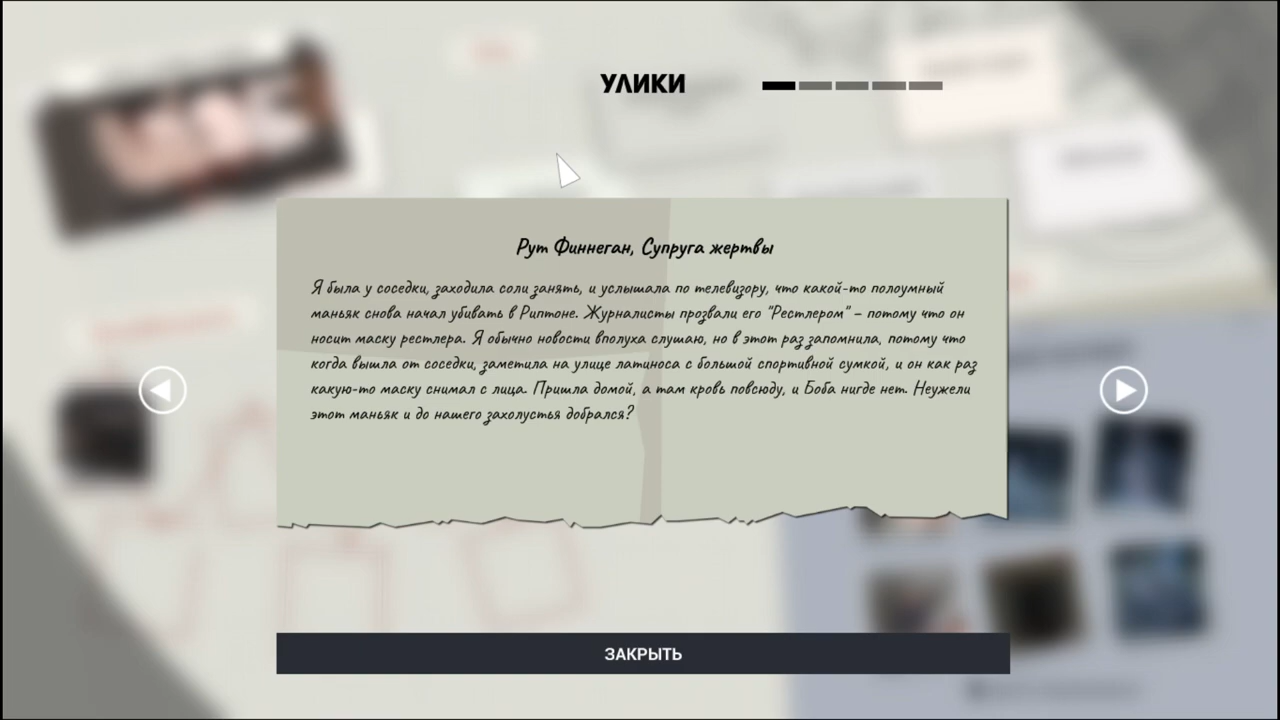 УЛИКИ
Рут Финнеган, Супруга жертвы
Я была у соседки, заходила соли занять, и услышала по телевизору, что какой-то полоумный
маньяк снова начал убивать в Риптоне. Журналисты прозвали его "Рестлером" – потому что он
носит маску рестлера. Я обычно новости вполуха слушаю, но в этот раз запомнила, потому что
когда вышла от соседки, заметила на улице латиноса с большой спортивной сумкой, и он как раз
какую-то маску снимал с лица. Пришла домой, а там кровь повсюду, и Боба нигде нет. Неужели
этот маньяк и до нашего захолустья добрался?
ЗАКРЫТЬ